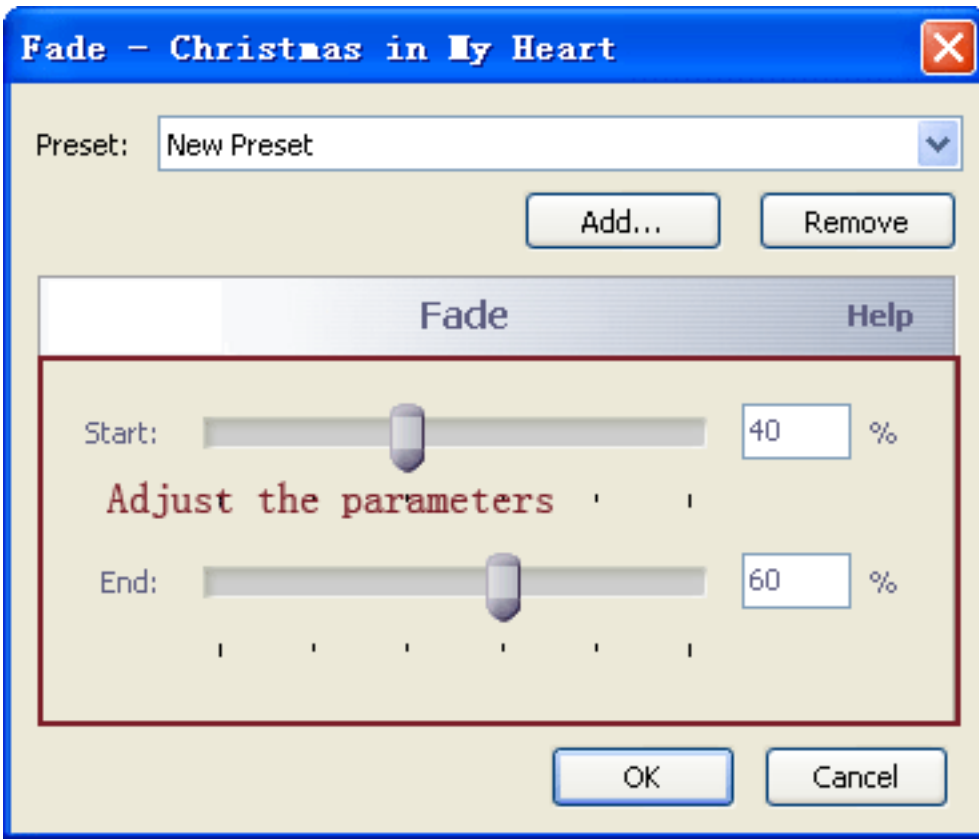 Fade - Christmas in My Heart
Preset: New Preset
Add... Remove
Fade Help
Start: 40 %
Adjust the parameters
End: 60 %
OK Cancel